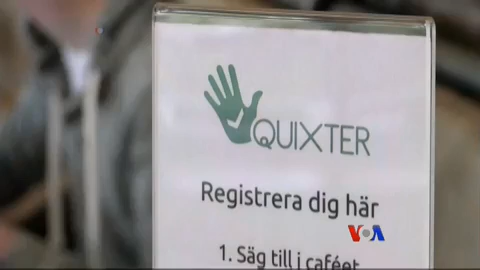 QUIXTER
Registrera dig här
VOA
1. Säg till i caféet